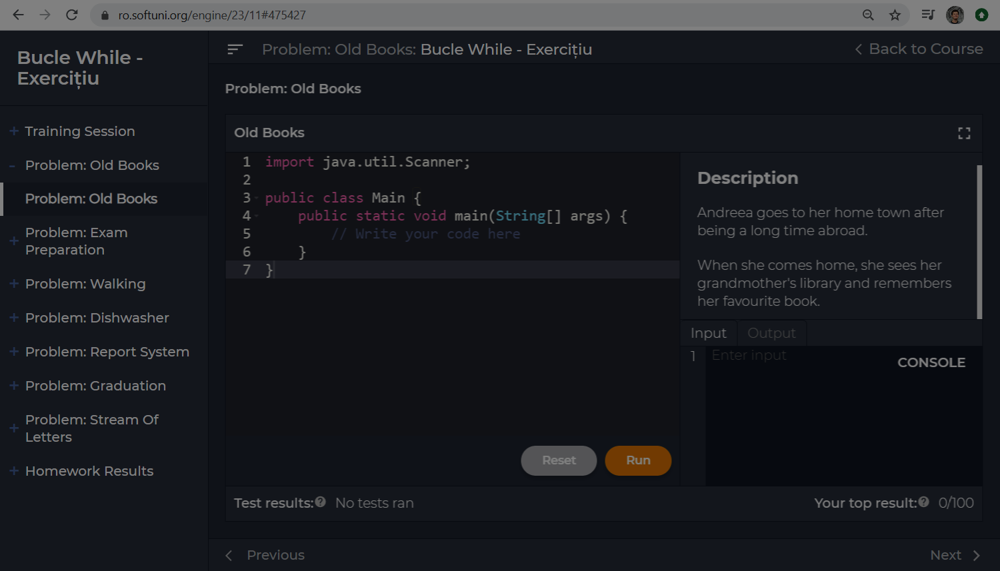 ro.softuni.org/engine/23/11#475427
Bucle While -
Exercițiu
Problem: Old Books: Bucle While - Exercițiu
Back to Course
+ Training Session
- Problem: Old Books
Problem: Old Books
+ Problem: Exam
Preparation
+ Problem: Walking
+ Problem: Dishwasher
+ Problem: Report System
+ Problem: Graduation
+ Problem: Stream Of
Letters
+ Homework Results
Problem: Old Books
Old Books
1 import java.util.Scanner;
2
3 public class Main {
4 public static void main(String[] args) {
5 // Write your code here
6 }
7 }
Reset
Run
Description
Andreea goes to her home town after
being a long time abroad.
When she comes home, she sees her
grandmother's library and remembers
her favourite book.
Input
Output
1 Enter input
CONSOLE
Test results:? No tests ran
Your top result:? 0/100
Previous
Next